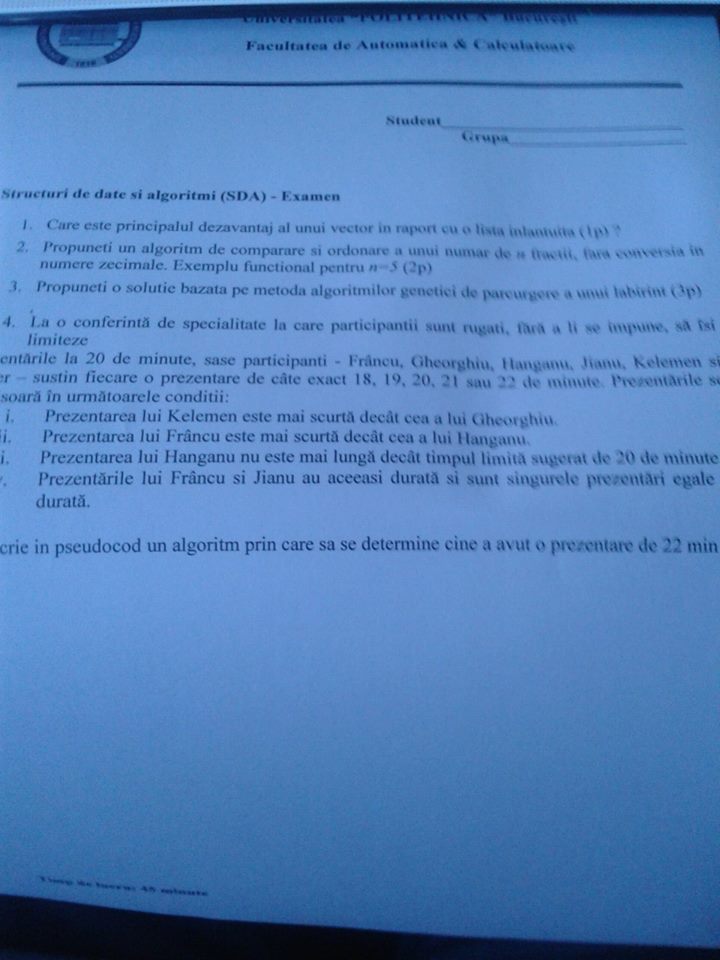 Universitatea "POLITEHNICA" Bucureşti
Facultatea de Automatica & Calculatoare
1818
Student
Grupa
Structuri de date si algoritmi (SDA) - Examen
1. Care este principalul dezavantaj al unui vector in raport cu o lista inlantuita (1p) ?
2. Propuneti un algoritm de comparare si ordonare a unui numar de n fractii, fara conversia in
numere zecimale. Exemplu functional pentru n=5 (2p)
3. Propuneti o solutie bazata pe metoda algoritmilor genetici de parcurgere a unui labirint (3p)
4. La o conferintă de specialitate la care participantii sunt rugati, fără a li se impune, să îsi
limiteze
entările la 20 de minute, sase participanti - Frâncu, Gheorghiu, Hanganu, Jianu, Kelemen si
er – sustin fiecare o prezentare de câte exact 18, 19, 20, 21 sau 22 de minute. Prezentările se
soară în următoarele conditii:
i. Prezentarea lui Kelemen este mai scurtă decât cea a lui Gheorghiu.
i. Prezentarea lui Frâncu este mai scurtă decât cea a lui Hanganu.
i. Prezentarea lui Hanganu nu este mai lungă decât timpul limită sugerat de 20 de minute
v. Prezentările lui Frâncu si Jianu au aceeasi durată si sunt singurele prezentări egale
durată.
crie in pseudocod un algoritm prin care sa se determine cine a avut o prezentare de 22 min
Timp de lucru: 45 minute